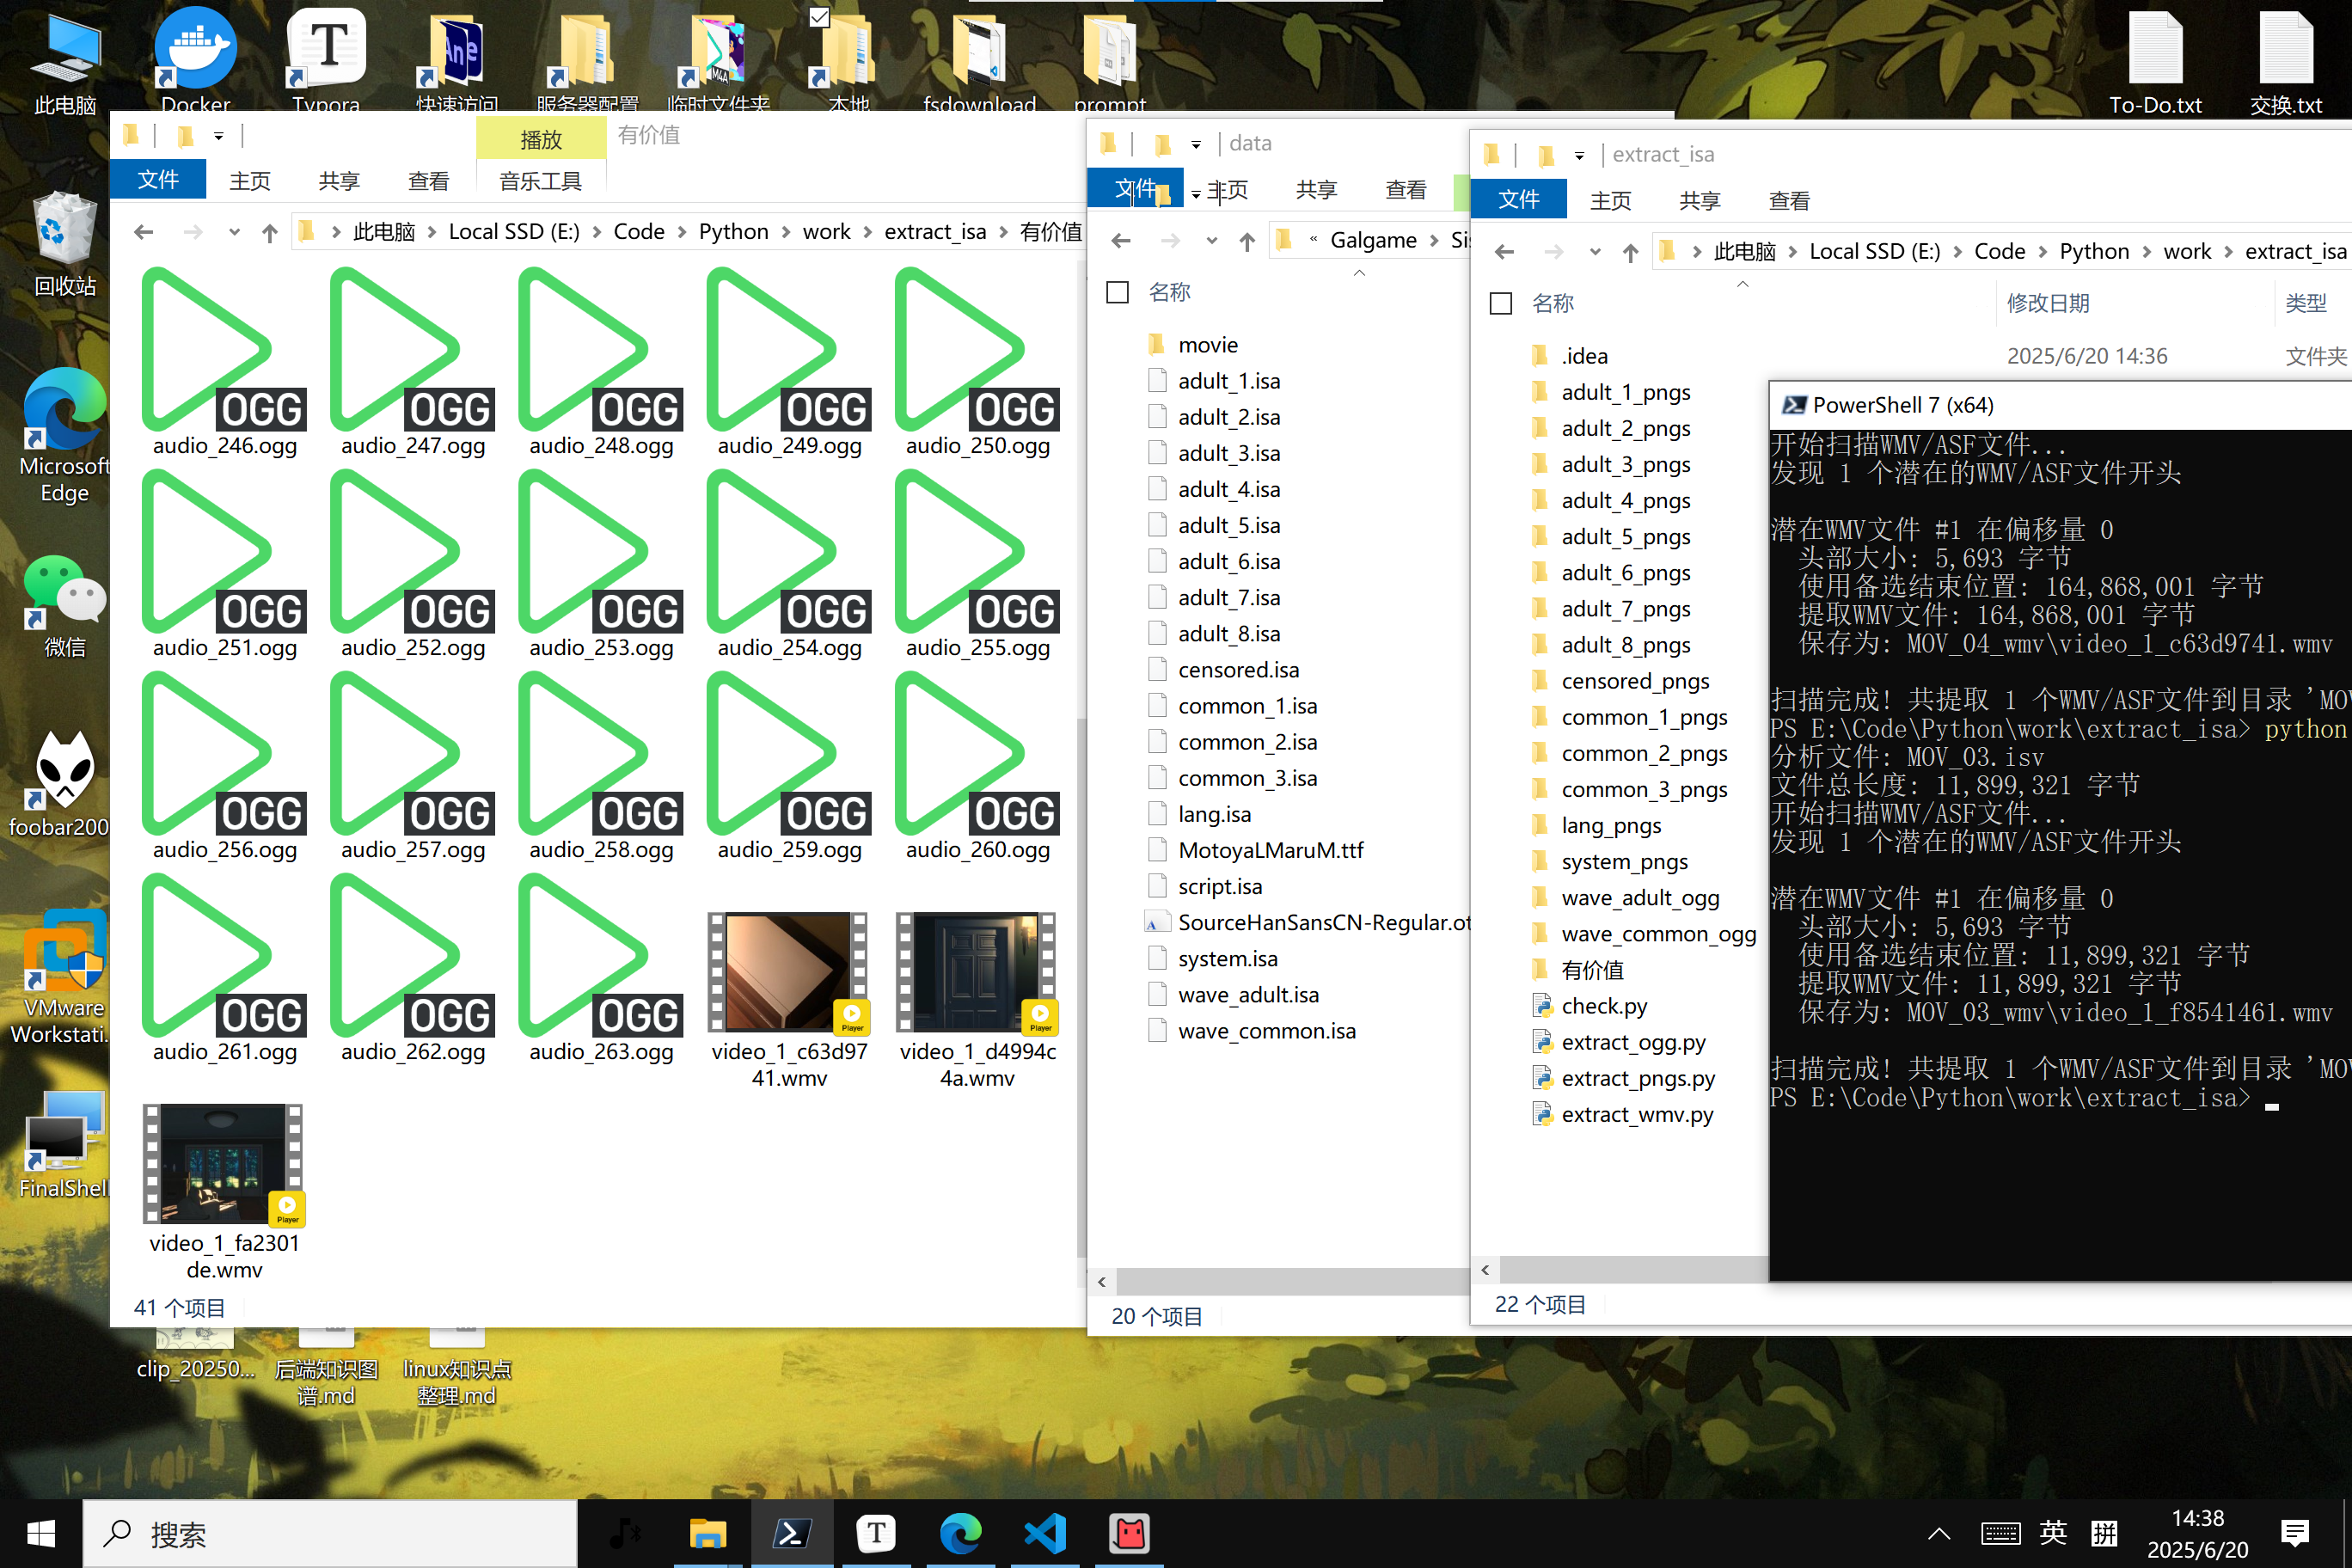 此电脑
Docker
Typora
快速访问
服务器配置
临时文件夹
本地
fsdownload
prompt
To-Do.txt
交换.txt
回收站
Microsoft
Edge
微信
foobar200
VMware
Workstati...
FinalShell
clip_20250...
后端知识图
谱.md
linux知识点
整理.md
播放
有价值
文件
主页
共享
查看
音乐工具
此电脑 > Local SSD (E:) > Code > Python > work > extract_isa > 有价值
OGG
audio_246.ogg
OGG
audio_247.ogg
OGG
audio_248.ogg
OGG
audio_249.ogg
OGG
audio_250.ogg
OGG
audio_251.ogg
OGG
audio_252.ogg
OGG
audio_253.ogg
OGG
audio_254.ogg
OGG
audio_255.ogg
OGG
audio_256.ogg
OGG
audio_257.ogg
OGG
audio_258.ogg
OGG
audio_259.ogg
OGG
audio_260.ogg
OGG
audio_261.ogg
OGG
audio_262.ogg
OGG
audio_263.ogg
Player
video_1_c63d97
41.wmv
Player
video_1_d4994c
4a.wmv
Player
video_1_fa2301
de.wmv
41 个项目
data
文件
主页
共享
查看
« Galgame >
名称
movie
adult_1.isa
adult_2.isa
adult_3.isa
adult_4.isa
adult_5.isa
adult_6.isa
adult_7.isa
adult_8.isa
censored.isa
common_1.isa
common_2.isa
common_3.isa
lang.isa
MotoyaLMaruM.ttf
script.isa
SourceHanSansCN-Regular.ot
system.isa
wave_adult.isa
wave_common.isa
20 个项目
extract_isa
文件
主页
共享
查看
此电脑 > Local SSD (E:) > Code > Python > work > extract_isa
名称
修改日期
类型
.idea
2025/6/20 14:36
文件夹
adult_1_pngs
adult_2_pngs
adult_3_pngs
adult_4_pngs
adult_5_pngs
adult_6_pngs
adult_7_pngs
adult_8_pngs
censored_pngs
common_1_pngs
common_2_pngs
common_3_pngs
lang_pngs
system_pngs
wave_adult_ogg
wave_common_ogg
有价值
check.py
extract_ogg.py
extract_pngs.py
extract_wmv.py
22 个项目
PowerShell 7 (x64)
开始扫描WMV/ASF文件...
发现 1 个潜在的WMV/ASF文件开头
潜在WMV文件 #1 在偏移量 0
头部大小: 5,693 字节
使用备选结束位置: 164,868,001 字节
提取WMV文件: 164,868,001 字节
保存为: MOV_04_wmv\video_1_c63d9741.wmv
扫描完成! 共提取 1 个WMV/ASF文件到目录 'MOV
PS E:\Code\Python\work\extract_isa> python
分析文件: MOV_03.isv
文件总长度: 11,899,321 字节
开始扫描WMV/ASF文件...
发现 1 个潜在的WMV/ASF文件开头
潜在WMV文件 #1 在偏移量 0
头部大小: 5,693 字节
使用备选结束位置: 11,899,321 字节
提取WMV文件: 11,899,321 字节
保存为: MOV_03_wmv\video_1_f8541461.wmv
扫描完成! 共提取 1 个WMV/ASF文件到目录 'MOV
PS E:\Code\Python\work\extract_isa>
搜索
英
拼
14:38
2025/6/20